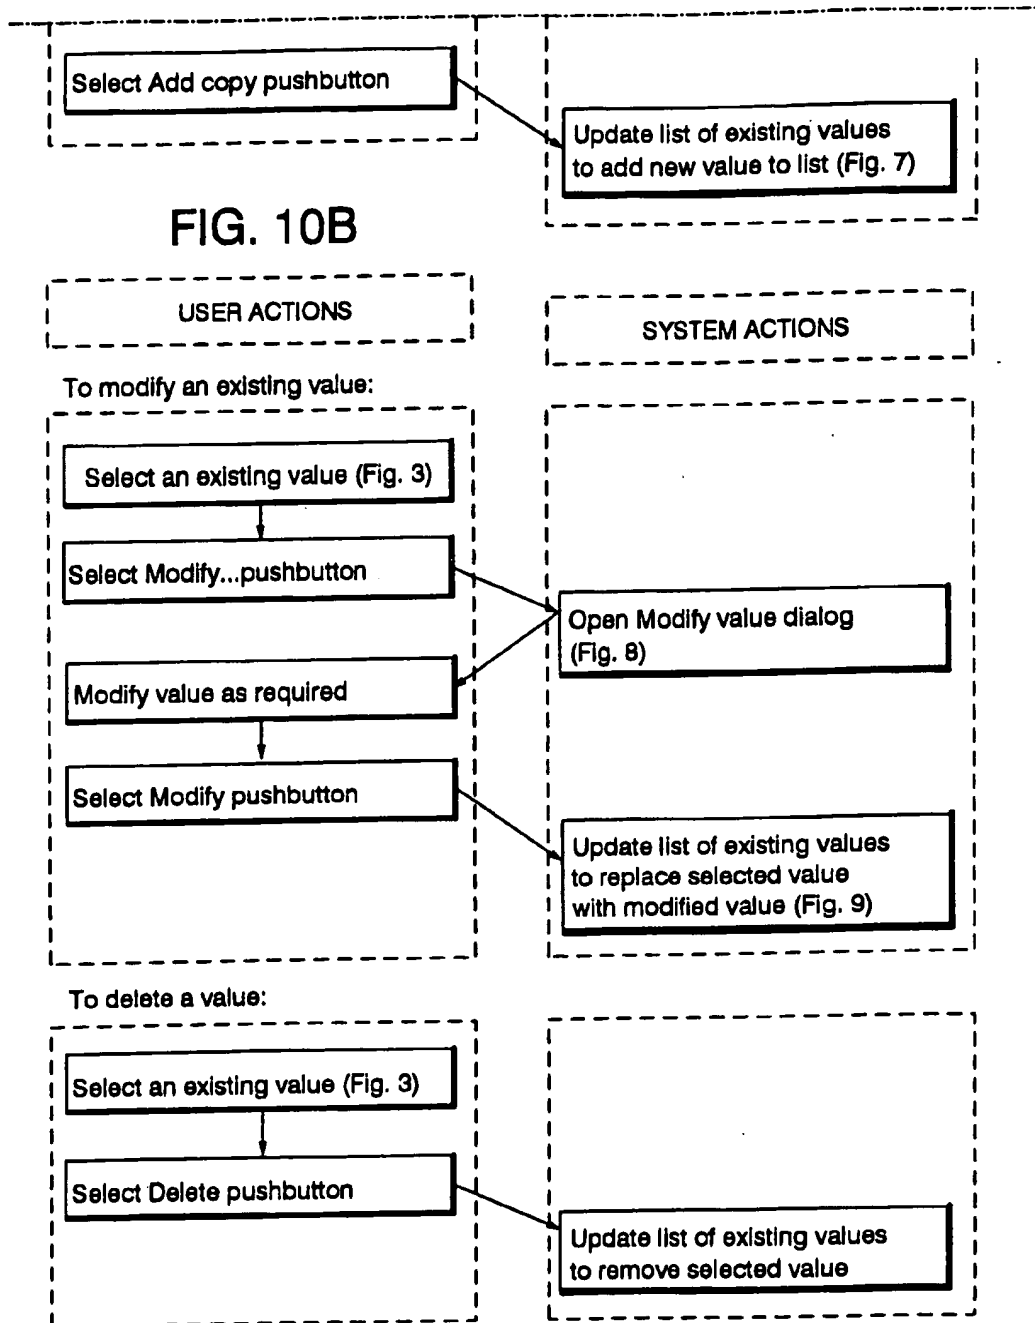 Select Add copy pushbutton
Update list of existing values
to add new value to list (Fig. 7)
FIG. 10B
USER ACTIONS
SYSTEM ACTIONS
To modify an existing value:
Select an existing value (Fig. 3)
Select Modify...pushbutton
Open Modify value dialog
(Fig. 8)
Modify value as required
Select Modify pushbutton
Update list of existing values
to replace selected value
with modified value (Fig. 9)
To delete a value:
Select an existing value (Fig. 3)
Select Delete pushbutton
Update list of existing values
to remove selected value